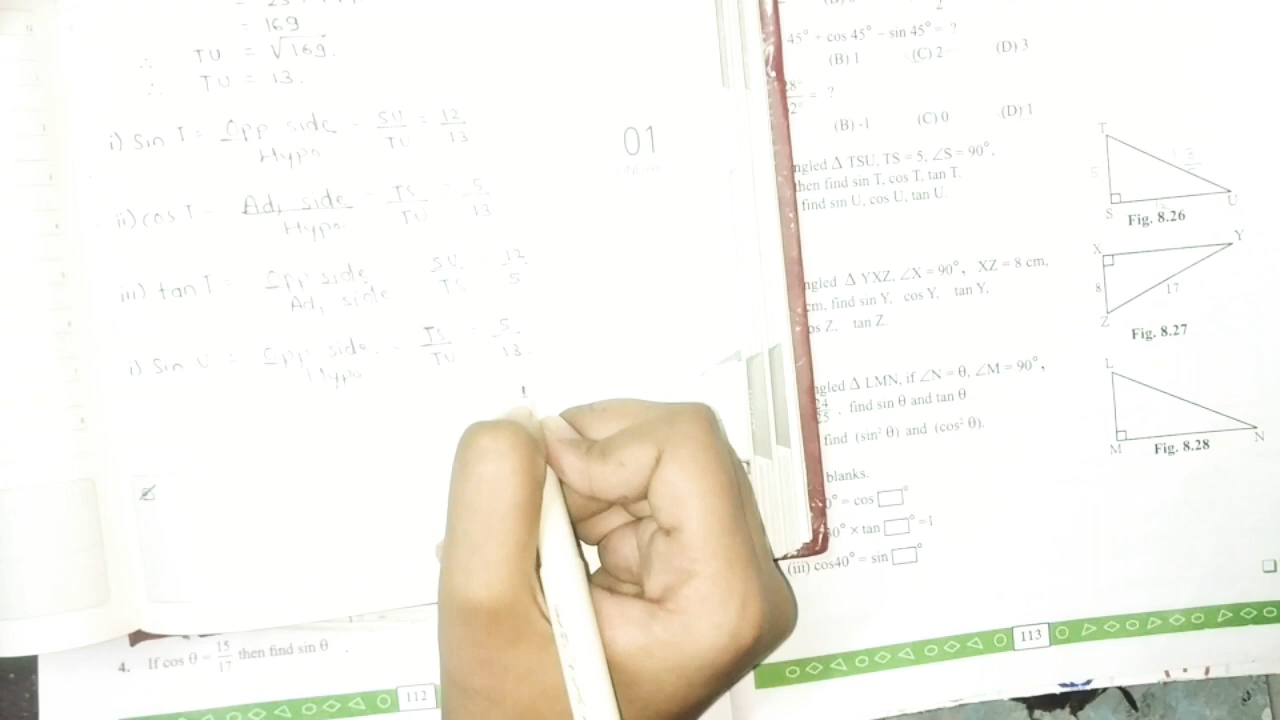 = 169
∴ TU = √169.
∴ TU = 13.
i) sin T = Opp side / Hypo = SU / TU = 12 / 13
ii) cos T = Adj side / Hypo. = TS / TU = 5 / 13
iii) tan T = Opp side / Adj side SU / TS 12 / 5
i) Sin U = Opp side. / Hypo = TS / TU = 5 / 13.
01
4. If cos θ = 15/17 then find sin θ
112
45° + cos 45° − sin 45° = ?
(B) 1 (C) 2 (D) 3
= ?
(B) -1 (C) 0 (D) 1
ngled Δ TSU, TS = 5, ∠S = 90°,
then find sin T, cos T, tan T.
find sin U, cos U, tan U.
T
5
13
S
U
Fig. 8.26
ngled Δ YXZ, ∠X = 90°, XZ = 8 cm,
cm, find sin Y, cos Y, tan Y,
os Z, tan Z.
X
Y
8
17
Z
Fig. 8.27
ngled Δ LMN, if ∠N = θ, ∠M = 90°,
24/25, find sin θ and tan θ
find (sin² θ) and (cos² θ).
L
M
N
Fig. 8.28
blanks.
0° = cos □°
0° × tan □° = 1
(iii) cos40° = sin □°
113